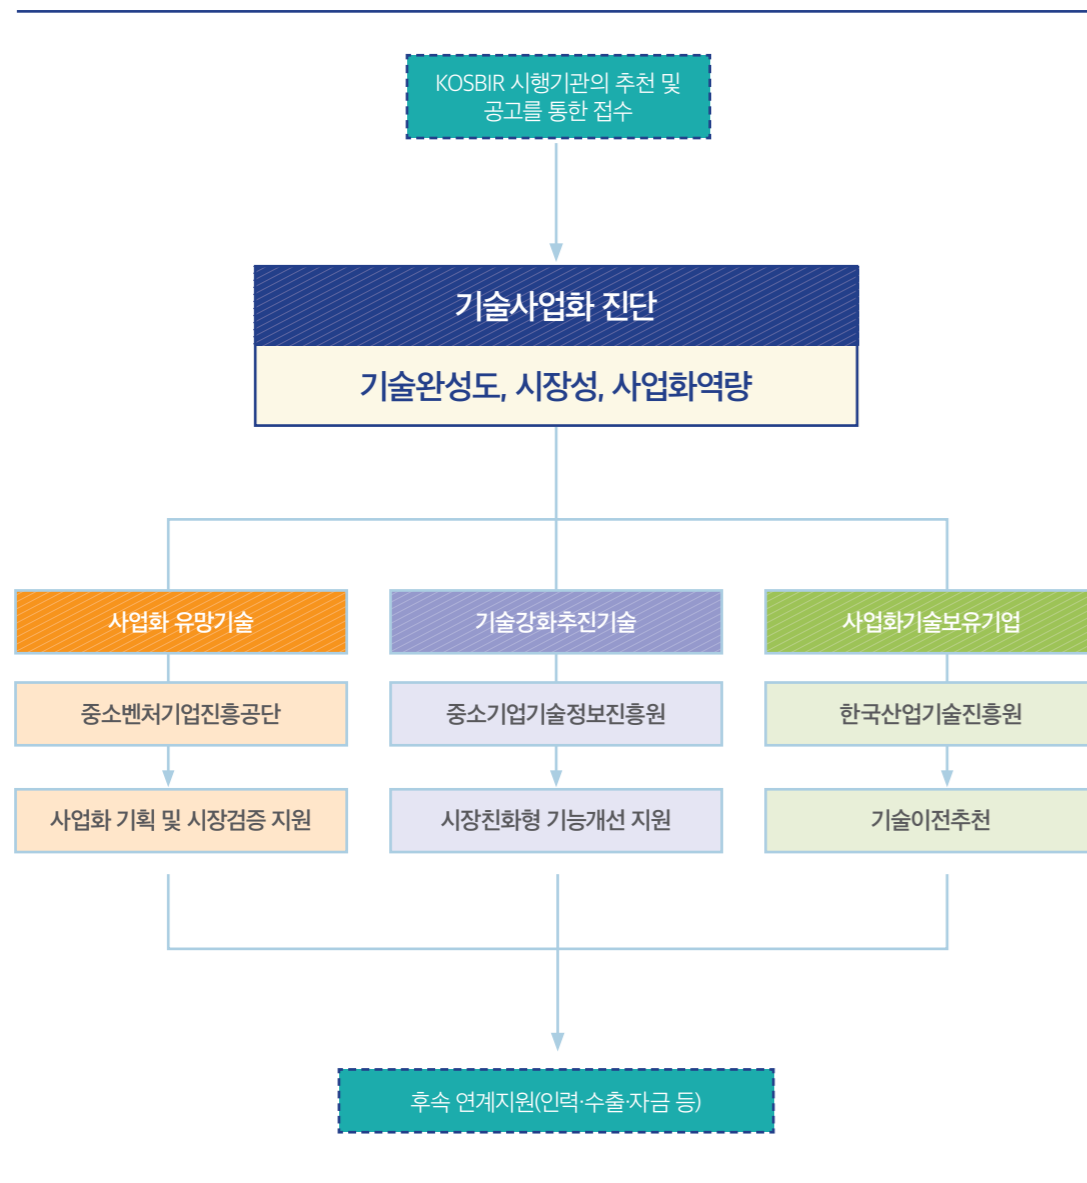 KOSBIR 시행기관의 추천 및
공고를 통한 접수
기술사업화 진단
기술완성도, 시장성, 사업화역량
사업화 유망기술
기술강화추진기술
사업화기술보유기업
중소벤처기업진흥공단
중소기업기술정보진흥원
한국산업기술진흥원
사업화 기획 및 시장검증 지원
시장친화형 기능개선 지원
기술이전추천
후속 연계지원(인력·수출·자금 등)